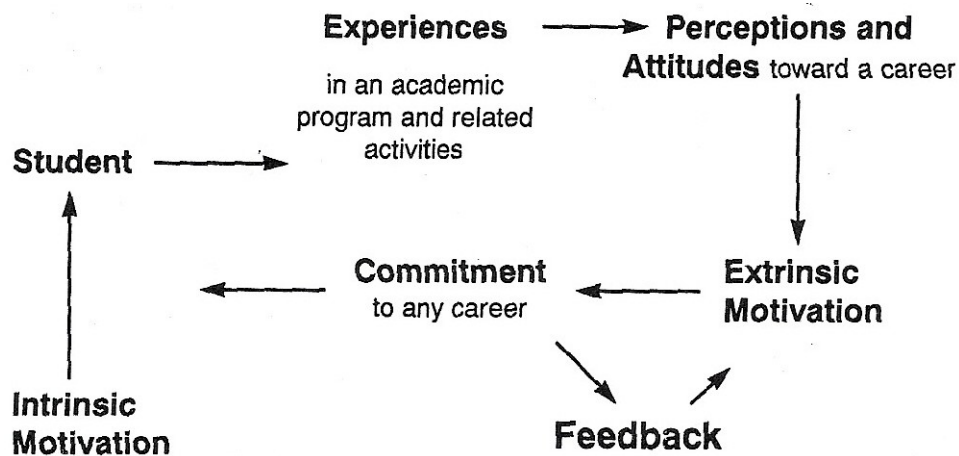 Experiences
in an academic
program and related
activities
Perceptions and
Attitudes toward a career
Student
Commitment
to any career
Extrinsic
Motivation
Intrinsic
Motivation
Feedback